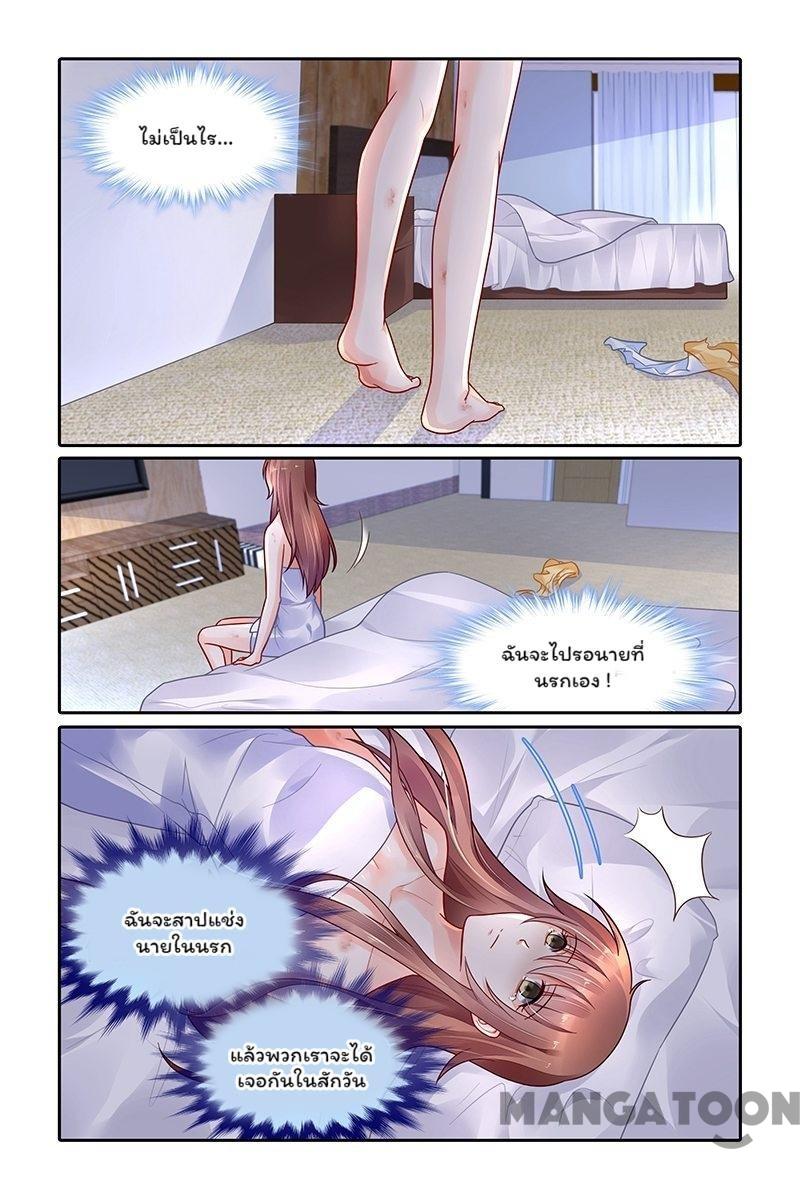 ไม่เป็นไร...
ฉันจะไปรอนายที่
นรกเอง !
ฉันจะสาปแช่ง
นายในนรก
แล้วพวกเราจะได้
เจอกันในสักวัน
MANGATOON